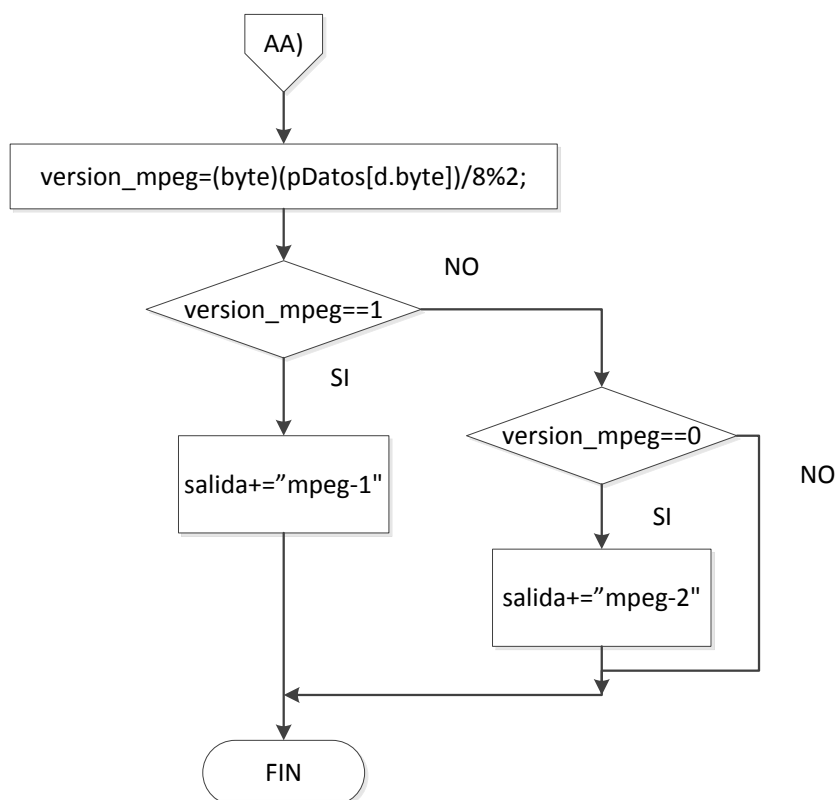 AA)
version_mpeg=(byte)(pDatos[d.byte])/8%2;
NO
version_mpeg==1
SI
version_mpeg==0
NO
salida+=”mpeg-1"
SI
salida+=”mpeg-2"
FIN